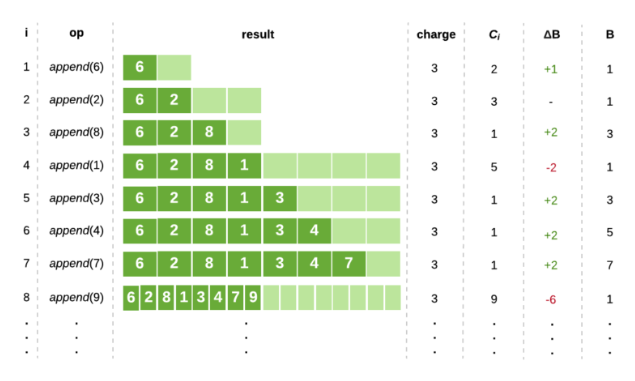 i op result charge Ci ΔB B
1 append(6) 6 3 2 +1 1
2 append(2) 6 2 3 3 - 1
3 append(8) 6 2 8 3 1 +2 3
4 append(1) 6 2 8 1 3 5 -2 1
5 append(3) 6 2 8 1 3 3 1 +2 3
6 append(4) 6 2 8 1 3 4 3 1 +2 5
7 append(7) 6 2 8 1 3 4 7 3 1 +2 7
8 append(9) 6 2 8 1 3 4 7 9 3 9 -6 1
. . . . . . .
. . . . . . .
. . . . . . .